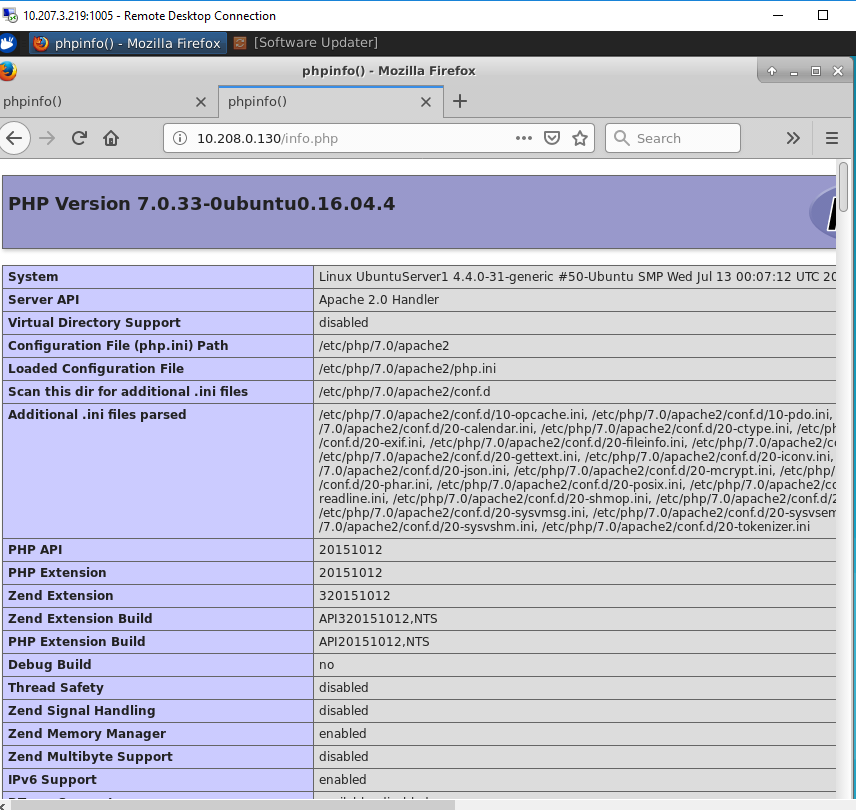 10.207.3.219:1005 - Remote Desktop Connection
phpinfo() - Mozilla Firefox [Software Updater]
phpinfo() - Mozilla Firefox
phpinfo() phpinfo()
10.208.0.130/info.php Search
PHP Version 7.0.33-0ubuntu0.16.04.4
System Linux UbuntuServer1 4.4.0-31-generic #50-Ubuntu SMP Wed Jul 13 00:07:12 UTC 20
Server API Apache 2.0 Handler
Virtual Directory Support disabled
Configuration File (php.ini) Path /etc/php/7.0/apache2
Loaded Configuration File /etc/php/7.0/apache2/php.ini
Scan this dir for additional .ini files /etc/php/7.0/apache2/conf.d
Additional .ini files parsed /etc/php/7.0/apache2/conf.d/10-opcache.ini, /etc/php/7.0/apache2/conf.d/10-pdo.ini,
/7.0/apache2/conf.d/20-calendar.ini, /etc/php/7.0/apache2/conf.d/20-ctype.ini, /etc/ph
/conf.d/20-exif.ini, /etc/php/7.0/apache2/conf.d/20-fileinfo.ini, /etc/php/7.0/apache2/co
/etc/php/7.0/apache2/conf.d/20-gettext.ini, /etc/php/7.0/apache2/conf.d/20-iconv.ini,
/7.0/apache2/conf.d/20-json.ini, /etc/php/7.0/apache2/conf.d/20-mcrypt.ini, /etc/php/
/conf.d/20-phar.ini, /etc/php/7.0/apache2/conf.d/20-posix.ini, /etc/php/7.0/apache2/co
readline.ini, /etc/php/7.0/apache2/conf.d/20-shmop.ini, /etc/php/7.0/apache2/conf.d/2
/etc/php/7.0/apache2/conf.d/20-sysvmsg.ini, /etc/php/7.0/apache2/conf.d/20-sysvsem
/7.0/apache2/conf.d/20-sysvshm.ini, /etc/php/7.0/apache2/conf.d/20-tokenizer.ini
PHP API 20151012
PHP Extension 20151012
Zend Extension 320151012
Zend Extension Build API320151012,NTS
PHP Extension Build API20151012,NTS
Debug Build no
Thread Safety disabled
Zend Signal Handling disabled
Zend Memory Manager enabled
Zend Multibyte Support disabled
IPv6 Support enabled